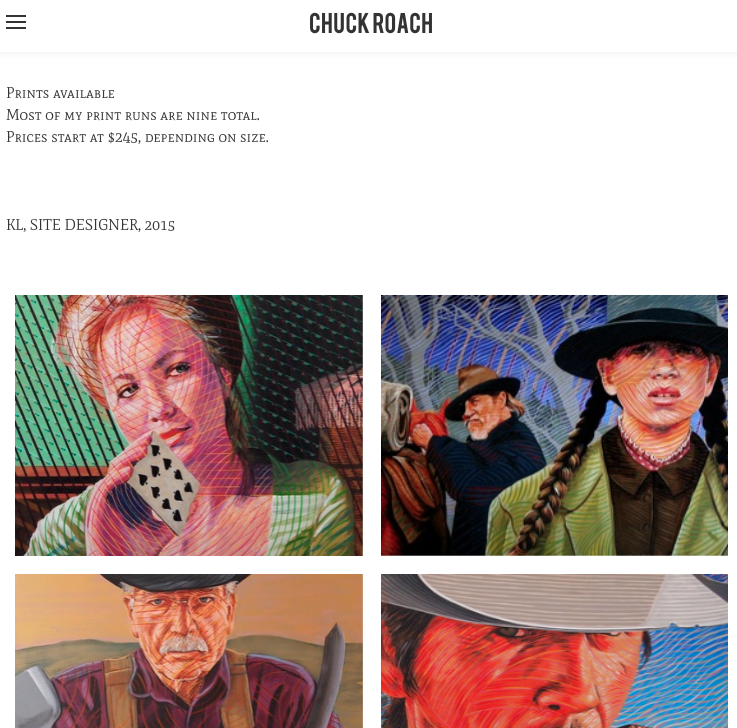 CHUCK ROACH
Prints available
Most of my print runs are nine total.
Prices start at $245, depending on size.
KL, SITE DESIGNER, 2015